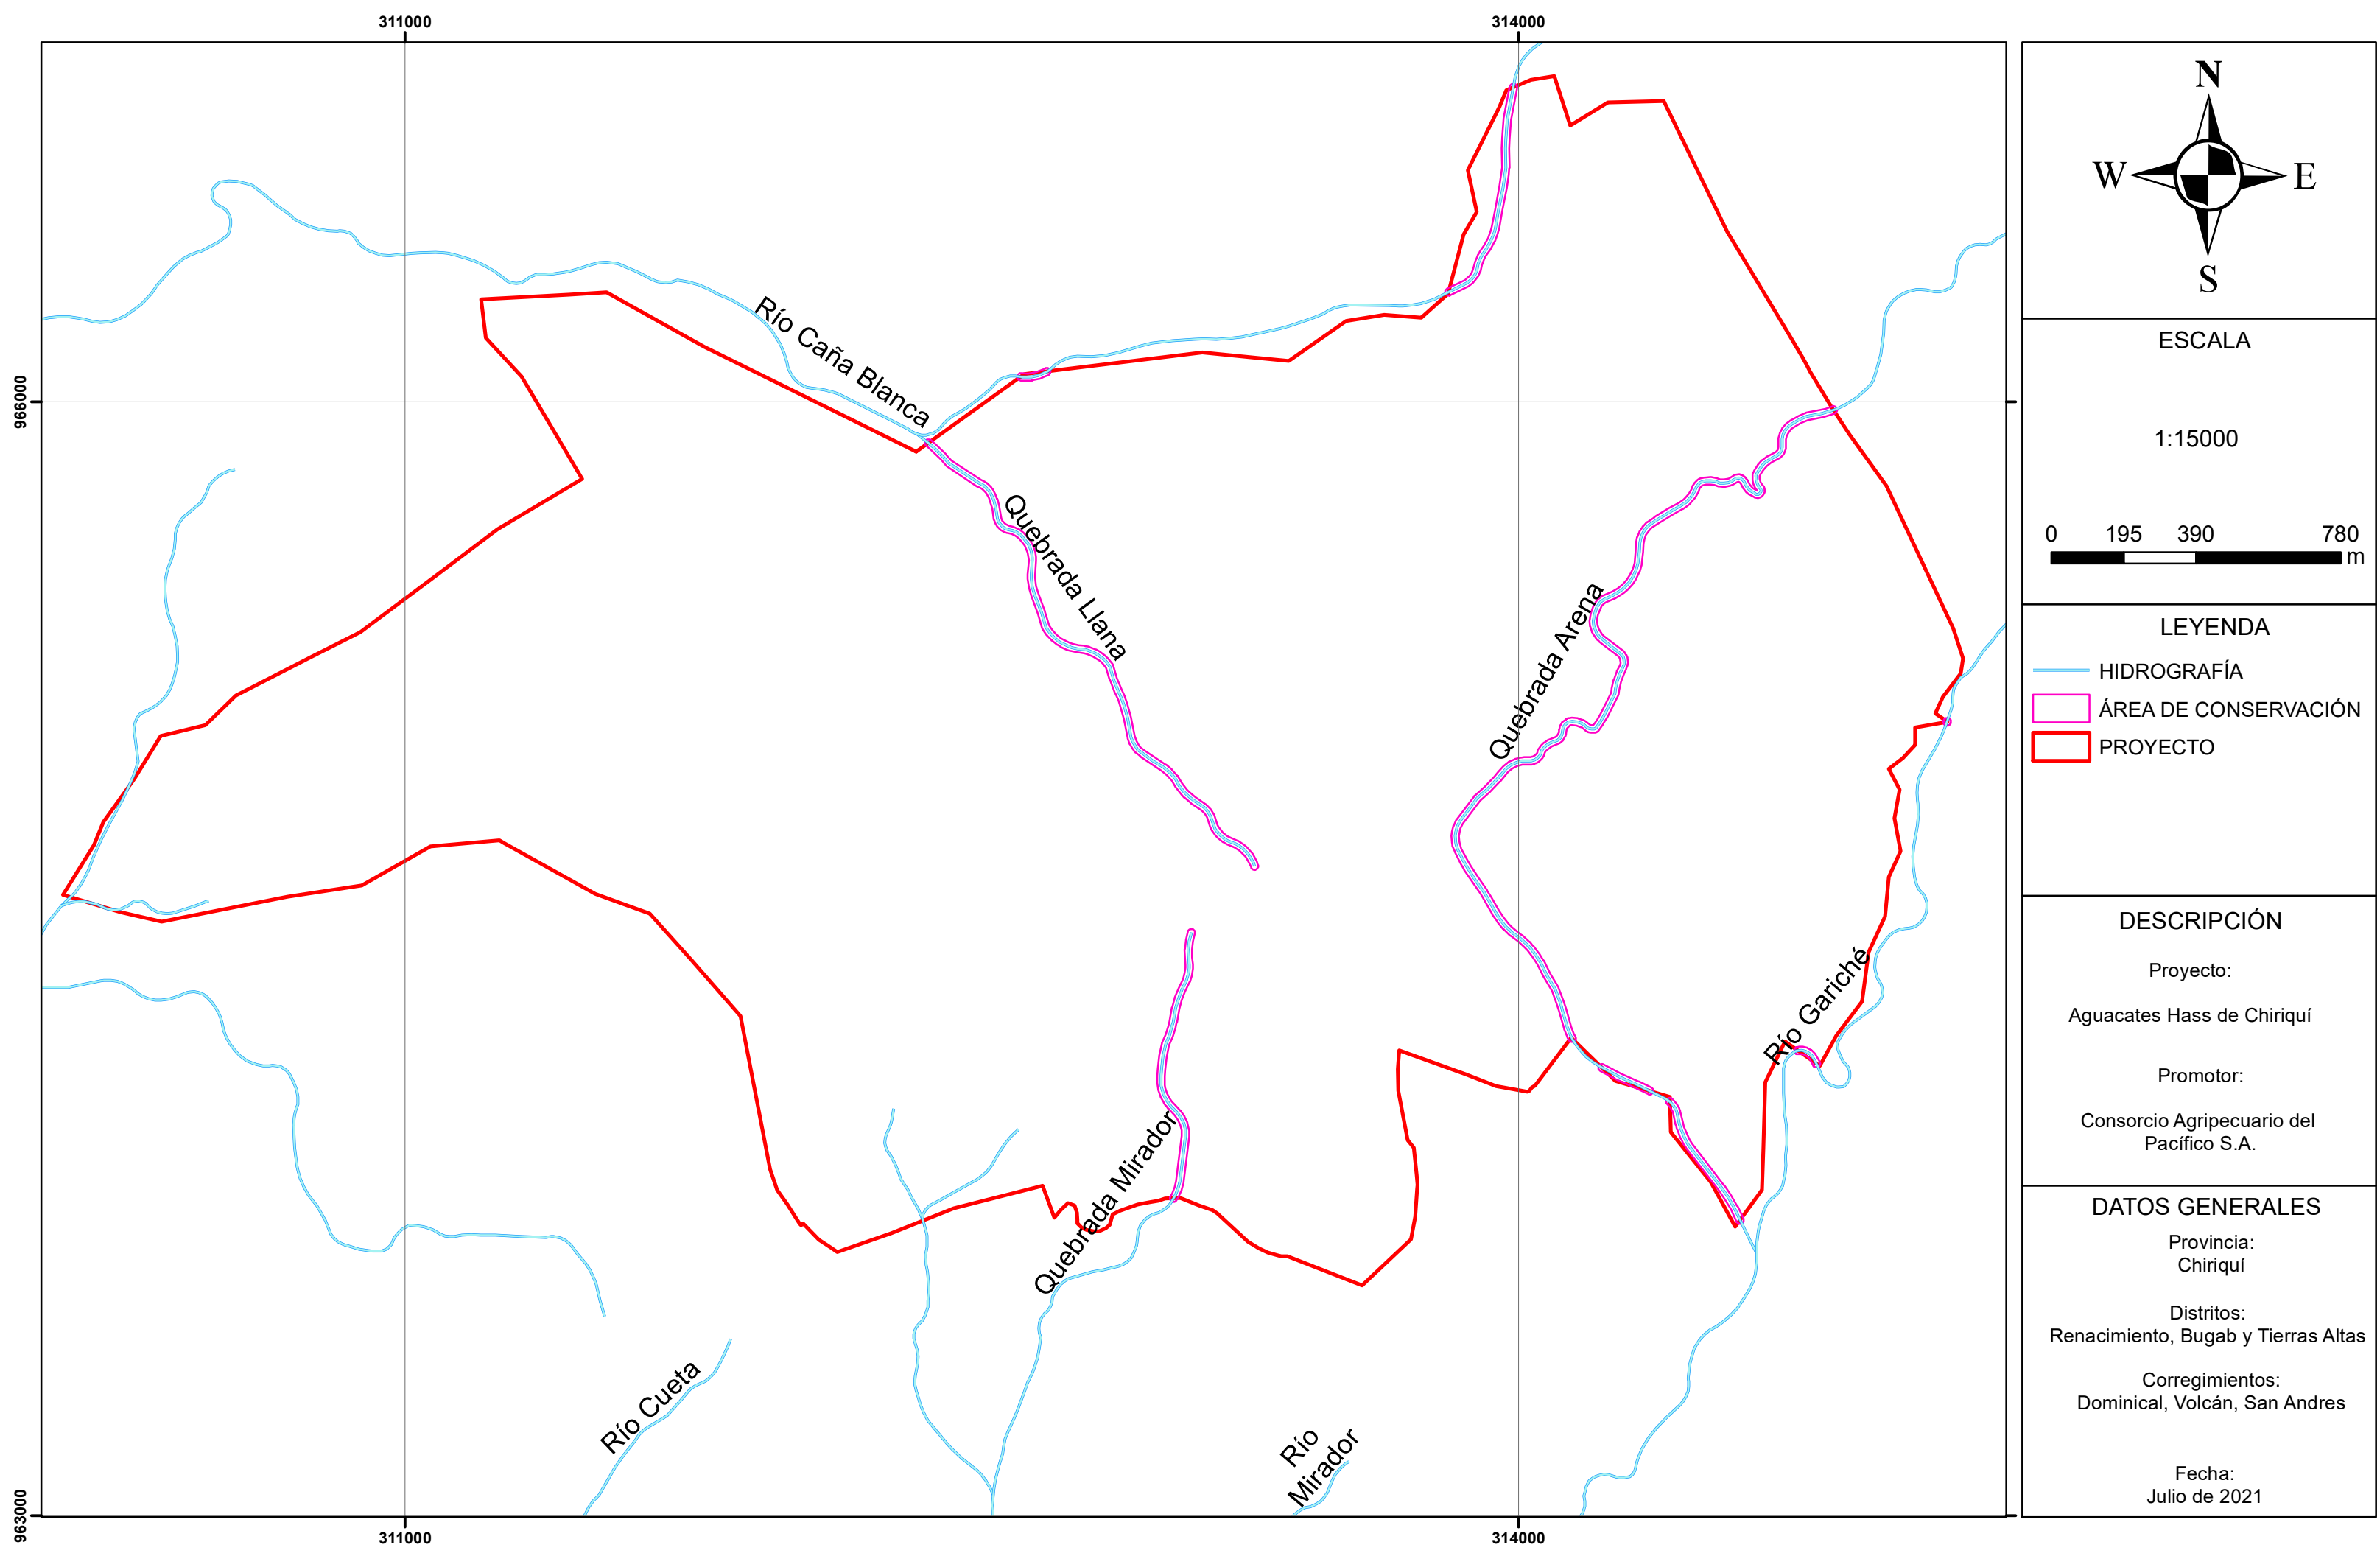 311000
314000
966000
963000
311000
314000
Río Caña Blanca
Quebrada Llana
Quebrada Arena
Río Gariché
Quebrada Mirador
Río Cueta
Río
Mirador
N
W
E
S
ESCALA
1:15000
0 195 390 780
m
LEYENDA
HIDROGRAFÍA
ÁREA DE CONSERVACIÓN
PROYECTO
DESCRIPCIÓN
Proyecto:
Aguacates Hass de Chiriquí
Promotor:
Consorcio Agripecuario del
Pacífico S.A.
DATOS GENERALES
Provincia:
Chiriquí
Distritos:
Renacimiento, Bugab y Tierras Altas
Corregimientos:
Dominical, Volcán, San Andres
Fecha:
Julio de 2021